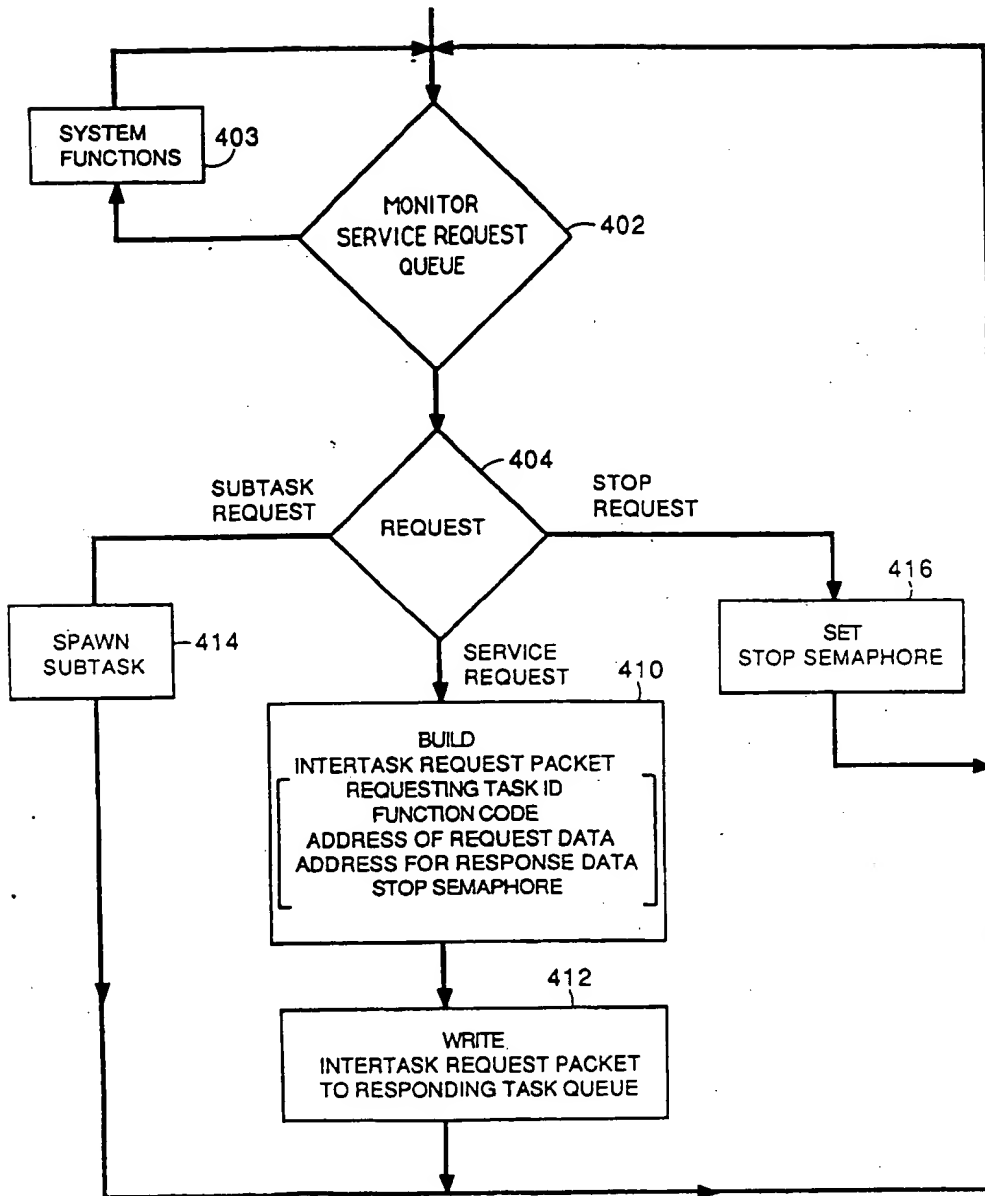 SYSTEM
FUNCTIONS
403
MONITOR
SERVICE REQUEST
QUEUE
402
404
SUBTASK
REQUEST
REQUEST
STOP
REQUEST
416
SPAWN
SUBTASK
414
SET
STOP SEMAPHORE
SERVICE
REQUEST
410
BUILD
INTERTASK REQUEST PACKET
REQUESTING TASK ID
FUNCTION CODE
ADDRESS OF REQUEST DATA
ADDRESS FOR RESPONSE DATA
STOP SEMAPHORE
412
WRITE
INTERTASK REQUEST PACKET
TO RESPONDING TASK QUEUE